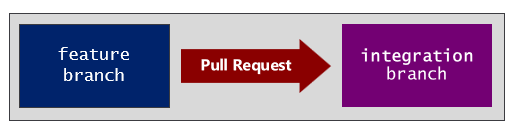 feature
branch
Pull Request
integration
branch